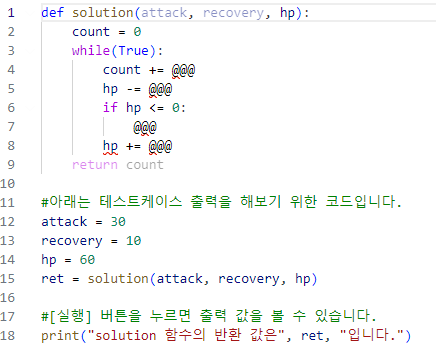 1 def solution(attack, recovery, hp):
2     count = 0
3     while(True):
4         count += @@@
5         hp -= @@@
6         if hp <= 0:
7             @@@
8         hp += @@@
9     return count
10
11 #아래는 테스트케이스 출력을 해보기 위한 코드입니다.
12 attack = 30
13 recovery = 10
14 hp = 60
15 ret = solution(attack, recovery, hp)
16
17 #[실행] 버튼을 누르면 출력 값을 볼 수 있습니다.
18 print("solution 함수의 반환 값은", ret, "입니다.")